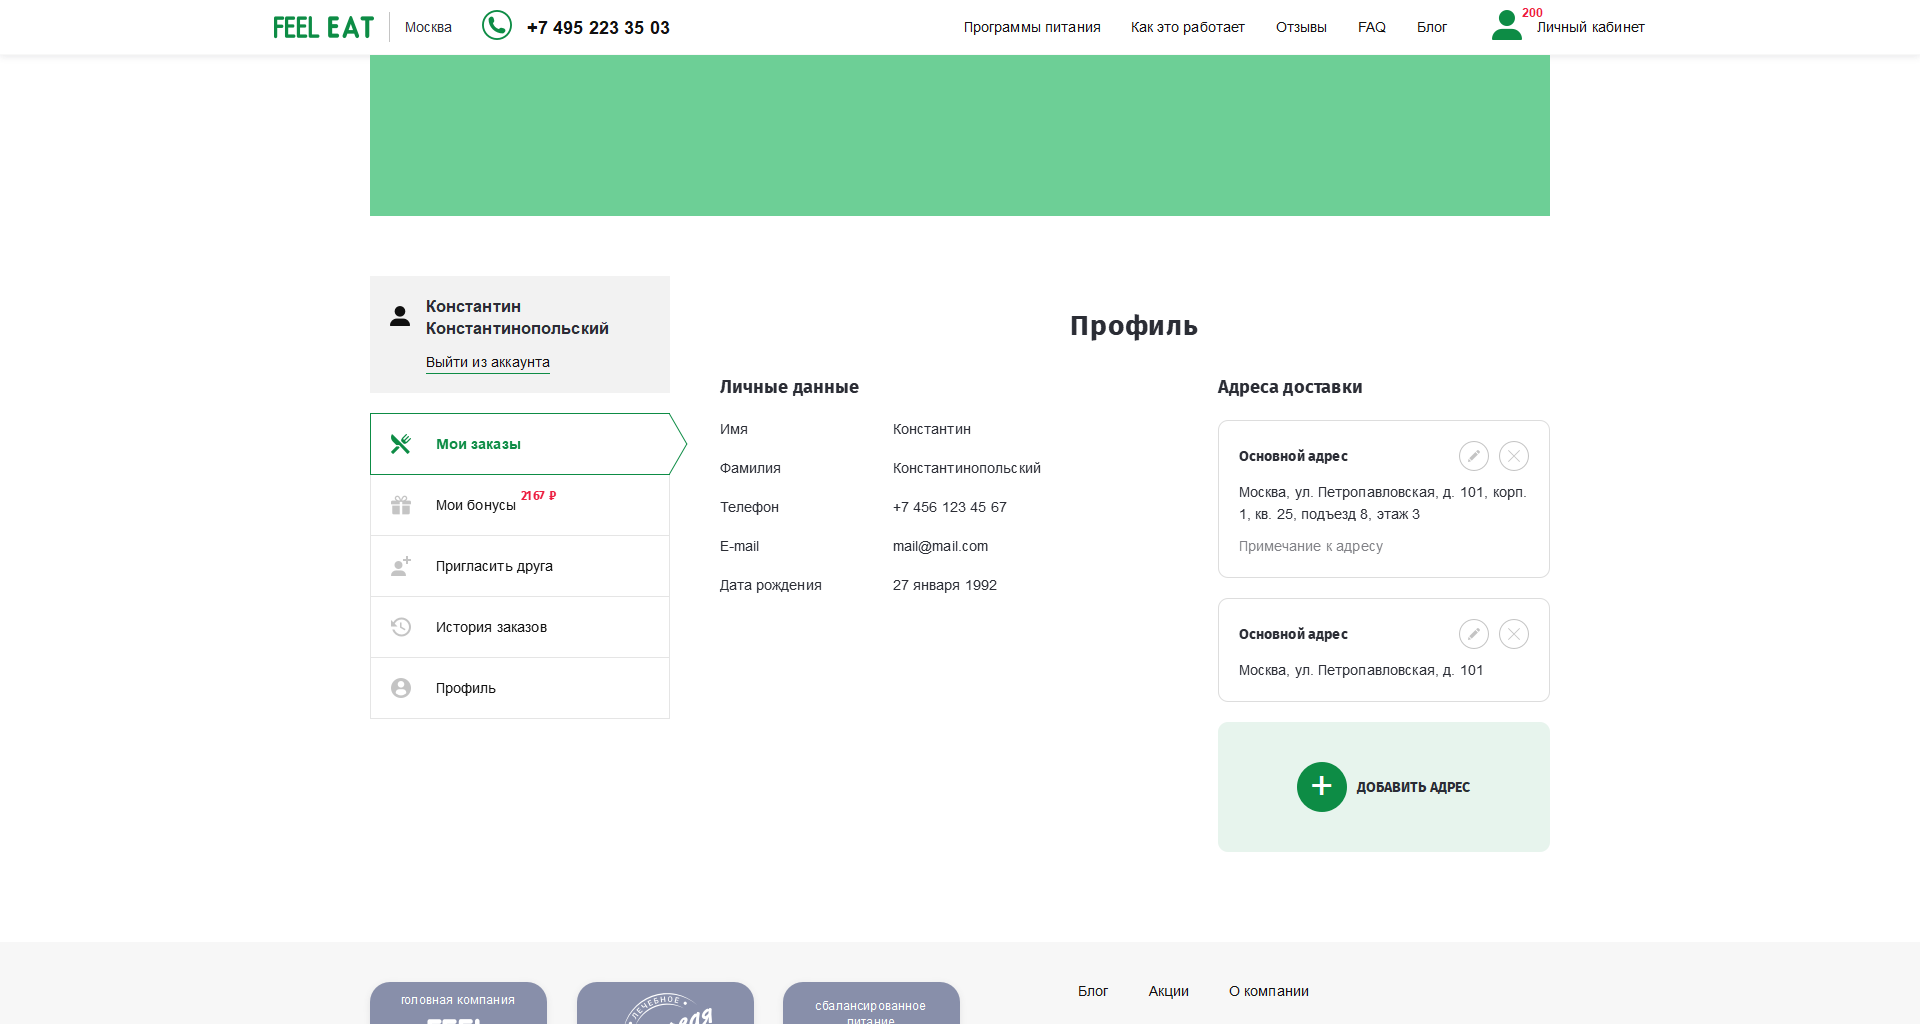 FEEL EAT
Москва
+7 495 223 35 03
Программы питания
Как это работает
Отзывы
FAQ
Блог
200
Личный кабинет
Константин
Константинопольский
Выйти из аккаунта
Мои заказы
Мои бонусы
2167 ₽
Пригласить друга
История заказов
Профиль
Профиль
Личные данные
Имя Константин
Фамилия Константинопольский
Телефон +7 456 123 45 67
E-mail mail@mail.com
Дата рождения 27 января 1992
Адреса доставки
Основной адрес
Москва, ул. Петропавловская, д. 101, корп.
1, кв. 25, подъезд 8, этаж 3
Примечание к адресу
Основной адрес
Москва, ул. Петропавловская, д. 101
ДОБАВИТЬ АДРЕС
головная компания
ЛЕЧЕБНОЕ
сбалансированное
питание
Блог
Акции
О компании